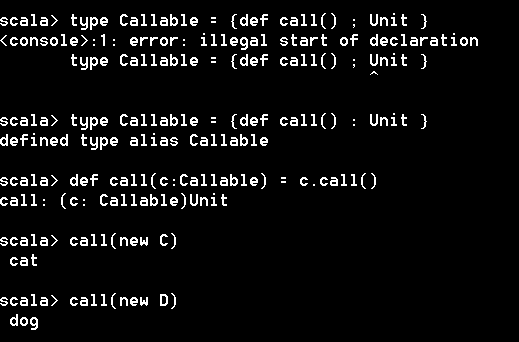 scala> type Callable = {def call() ; Unit }
<console>:1: error: illegal start of declaration
       type Callable = {def call() ; Unit }
                                     ^
scala> type Callable = {def call() : Unit }
defined type alias Callable
scala> def call(c:Callable) = c.call()
call: (c: Callable)Unit
scala> call(new C)
 cat
scala> call(new D)
 dog